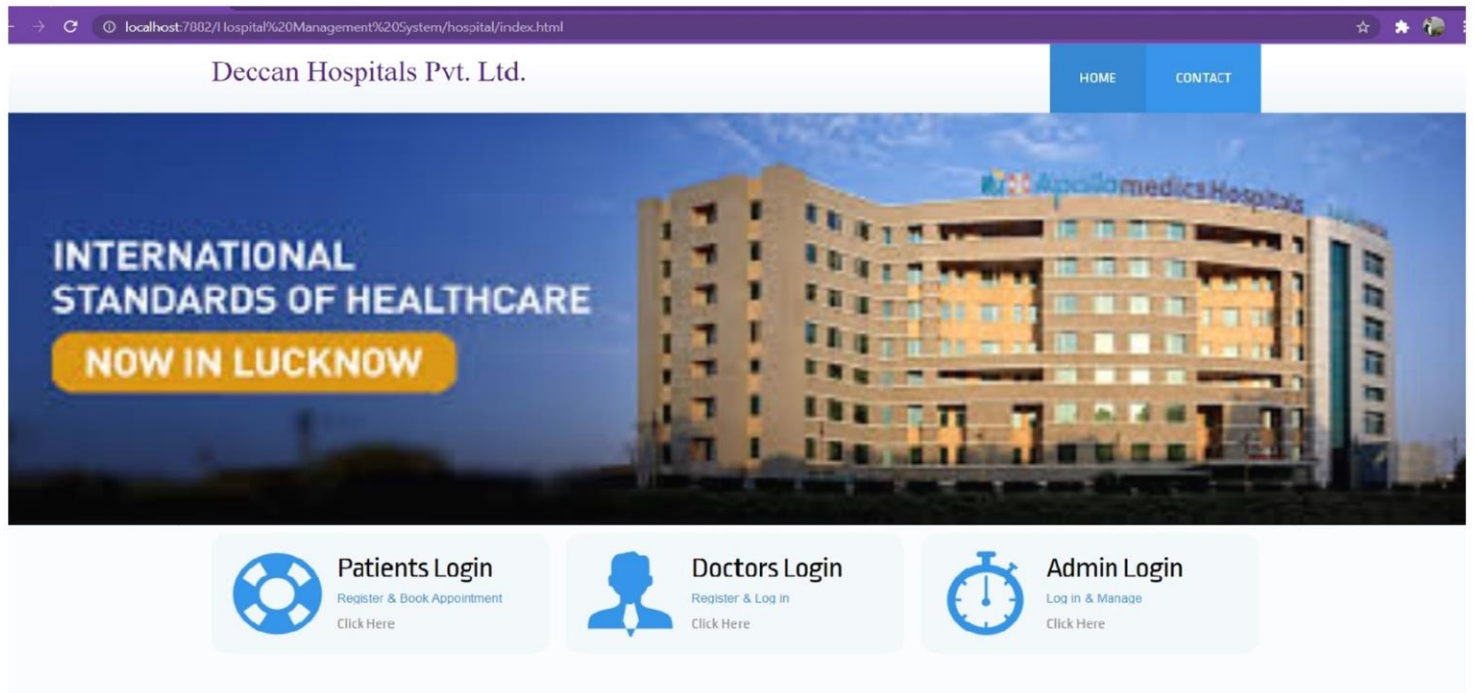 localhost:7882/Hospital%20Management%20System/hospital/index.html
Deccan Hospitals Pvt. Ltd.
HOME CONTACT
Apollomedics Hospitals
INTERNATIONAL
STANDARDS OF HEALTHCARE
NOW IN LUCKNOW
Patients Login
Register & Book Appointment
Click Here
Doctors Login
Register & Log in
Click Here
Admin Login
Log in & Manage
Click Here